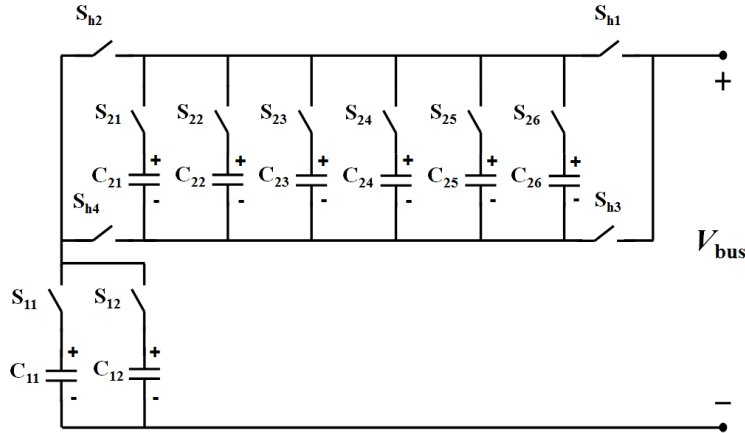 Sh2 Sh1
+
S21 S22 S23 S24 S25 S26
+ + + + + +
C21 C22 C23 C24 C25 C26
- - - - - -
Sh4 Sh3
Vbus
S11 S12
+ +
C11 C12
- -
−